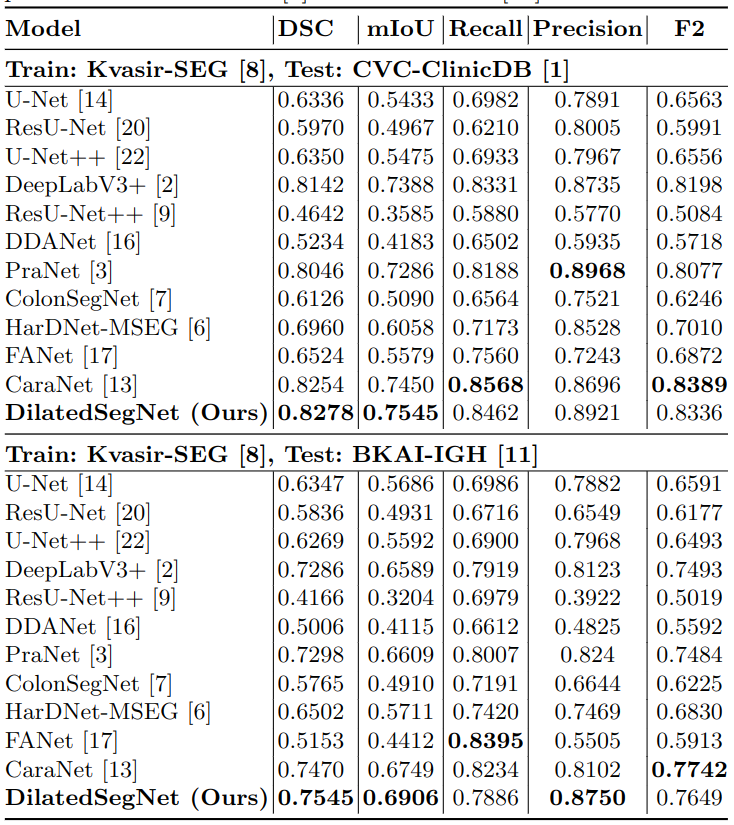 Model DSC mIoU Recall Precision F2
Train: Kvasir-SEG [8], Test: CVC-ClinicDB [1]
U-Net [14] 0.6336 0.5433 0.6982 0.7891 0.6563
ResU-Net [20] 0.5970 0.4967 0.6210 0.8005 0.5991
U-Net++ [22] 0.6350 0.5475 0.6933 0.7967 0.6556
DeepLabV3+ [2] 0.8142 0.7388 0.8331 0.8735 0.8198
ResU-Net++ [9] 0.4642 0.3585 0.5880 0.5770 0.5084
DDANet [16] 0.5234 0.4183 0.6502 0.5935 0.5718
PraNet [3] 0.8046 0.7286 0.8188 0.8968 0.8077
ColonSegNet [7] 0.6126 0.5090 0.6564 0.7521 0.6246
HarDNet-MSEG [6] 0.6960 0.6058 0.7173 0.8528 0.7010
FANet [17] 0.6524 0.5579 0.7560 0.7243 0.6872
CaraNet [13] 0.8254 0.7450 0.8568 0.8696 0.8389
DilatedSegNet (Ours) 0.8278 0.7545 0.8462 0.8921 0.8336
Train: Kvasir-SEG [8], Test: BKAI-IGH [11]
U-Net [14] 0.6347 0.5686 0.6986 0.7882 0.6591
ResU-Net [20] 0.5836 0.4931 0.6716 0.6549 0.6177
U-Net++ [22] 0.6269 0.5592 0.6900 0.7968 0.6493
DeepLabV3+ [2] 0.7286 0.6589 0.7919 0.8123 0.7493
ResU-Net++ [9] 0.4166 0.3204 0.6979 0.3922 0.5019
DDANet [16] 0.5006 0.4115 0.6612 0.4825 0.5592
PraNet [3] 0.7298 0.6609 0.8007 0.824 0.7484
ColonSegNet [7] 0.5765 0.4910 0.7191 0.6644 0.6225
HarDNet-MSEG [6] 0.6502 0.5711 0.7420 0.7469 0.6830
FANet [17] 0.5153 0.4412 0.8395 0.5505 0.5913
CaraNet [13] 0.7470 0.6749 0.8234 0.8102 0.7742
DilatedSegNet (Ours) 0.7545 0.6906 0.7886 0.8750 0.7649